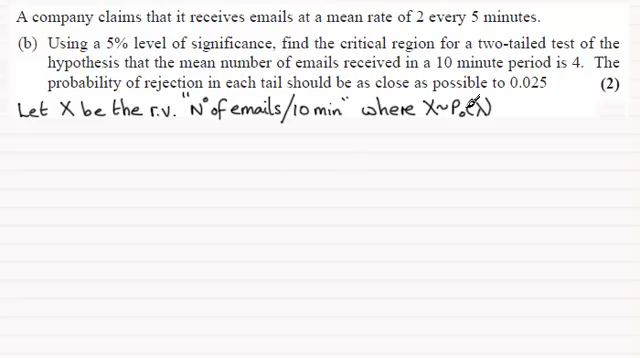 A company claims that it receives emails at a mean rate of 2 every 5 minutes.
(b) Using a 5% level of significance, find the critical region for a two-tailed test of the
hypothesis that the mean number of emails received in a 10 minute period is 4. The
probability of rejection in each tail should be as close as possible to 0.025 (2)
Let X be the r.v. "N° of emails/10 min" where X~Po(λ)